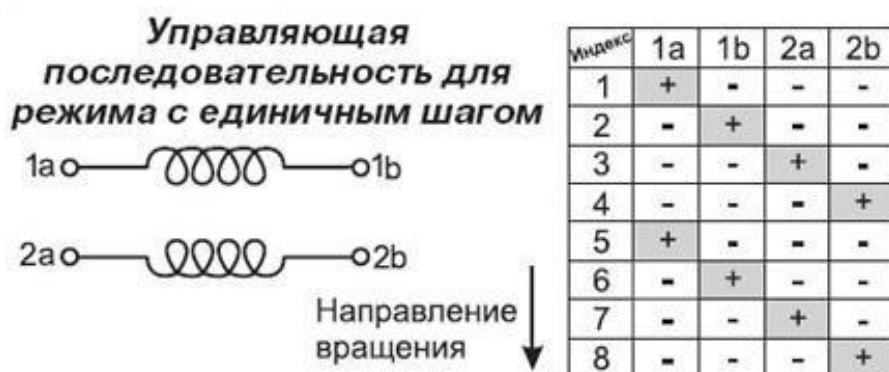 Управляющая
последовательность для
режима с единичным шагом
1a 1b
2a 2b
Направление
вращения
Индекс 1a 1b 2a 2b
1 + - - -
2 - + - -
3 - - + -
4 - - - +
5 + - - -
6 - + - -
7 - - + -
8 - - - +